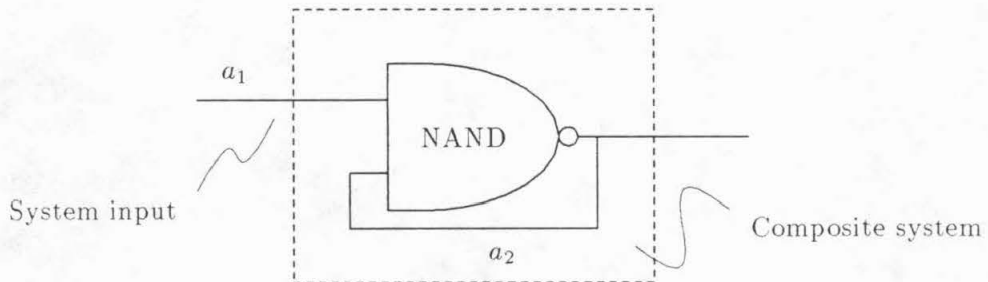 a₁
NAND
System input
Composite system
a₂